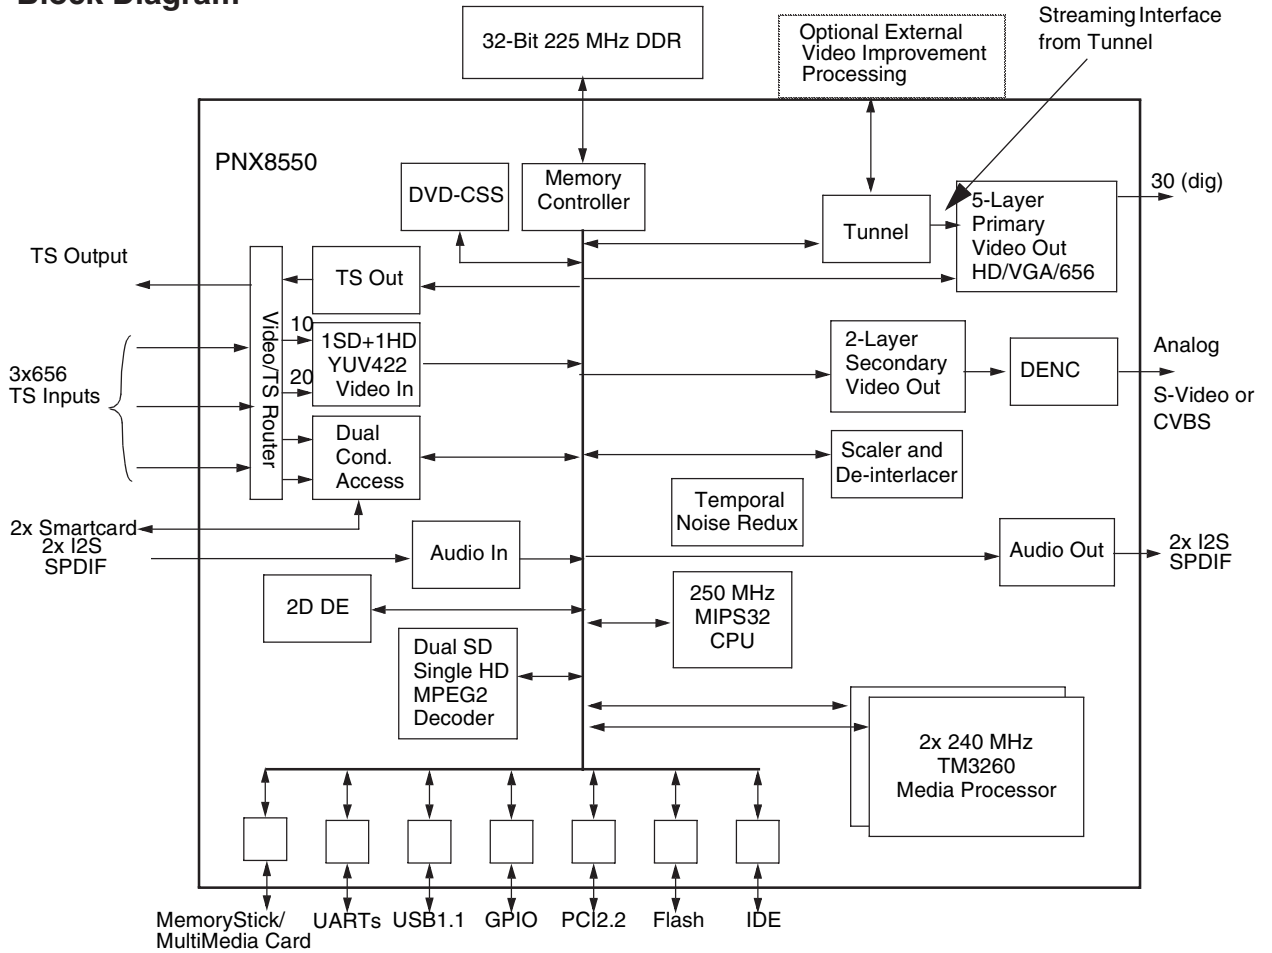 Block Diagram
32-Bit 225 MHz DDR
Optional External
Video Improvement
Processing
Streaming Interface
from Tunnel
PNX8550
DVD-CSS
Memory
Controller
Tunnel
5-Layer
Primary
Video Out
HD/VGA/656
30 (dig)
TS Output
TS Out
Video/TS Router
10
20
1SD+1HD
YUV422
Video In
3x656
TS Inputs
2-Layer
Secondary
Video Out
DENC
Analog
S-Video or
CVBS
Dual
Cond.
Access
Scaler and
De-interlacer
Temporal
Noise Redux
2x Smartcard
2x I2S
SPDIF
Audio In
Audio Out
2x I2S
SPDIF
2D DE
250 MHz
MIPS32
CPU
Dual SD
Single HD
MPEG2
Decoder
2x 240 MHz
TM3260
Media Processor
MemoryStick/
MultiMedia Card
UARTs
USB1.1
GPIO
PCI2.2
Flash
IDE